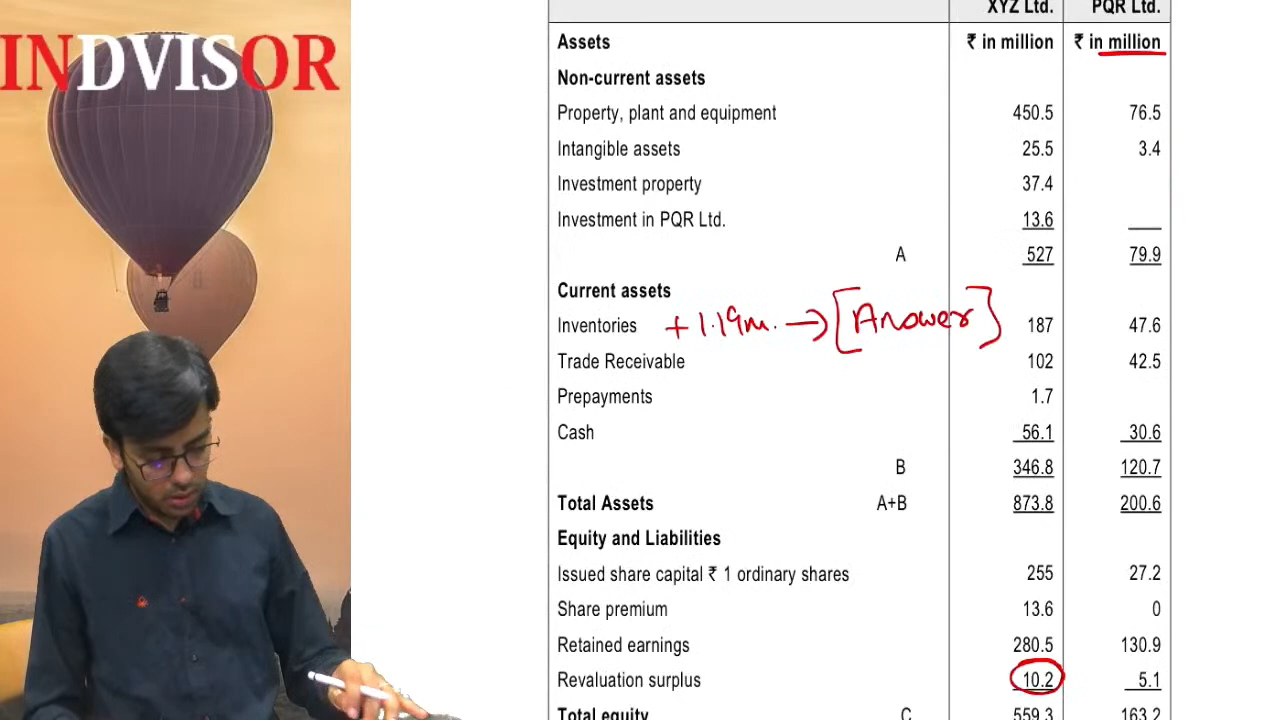 INDVISOR
XYZ Ltd. PQR Ltd.
Assets ₹ in million ₹ in million
Non-current assets
Property, plant and equipment 450.5 76.5
Intangible assets 25.5 3.4
Investment property 37.4
Investment in PQR Ltd. 13.6
A 527 79.9
Current assets
Inventories +1.19m. → [Answer] 187 47.6
Trade Receivable 102 42.5
Prepayments 1.7
Cash 56.1 30.6
B 346.8 120.7
Total Assets A+B 873.8 200.6
Equity and Liabilities
Issued share capital ₹ 1 ordinary shares 255 27.2
Share premium 13.6 0
Retained earnings 280.5 130.9
Revaluation surplus 10.2 5.1
Total equity C 559.3 163.2